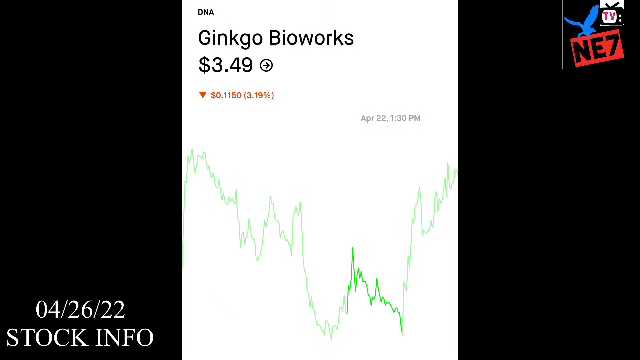 DNA
Ginkgo Bioworks
$3.49
$0.1150 (3.19%)
Apr 22, 1:30 PM
TV
NE7
04/26/22
STOCK INFO